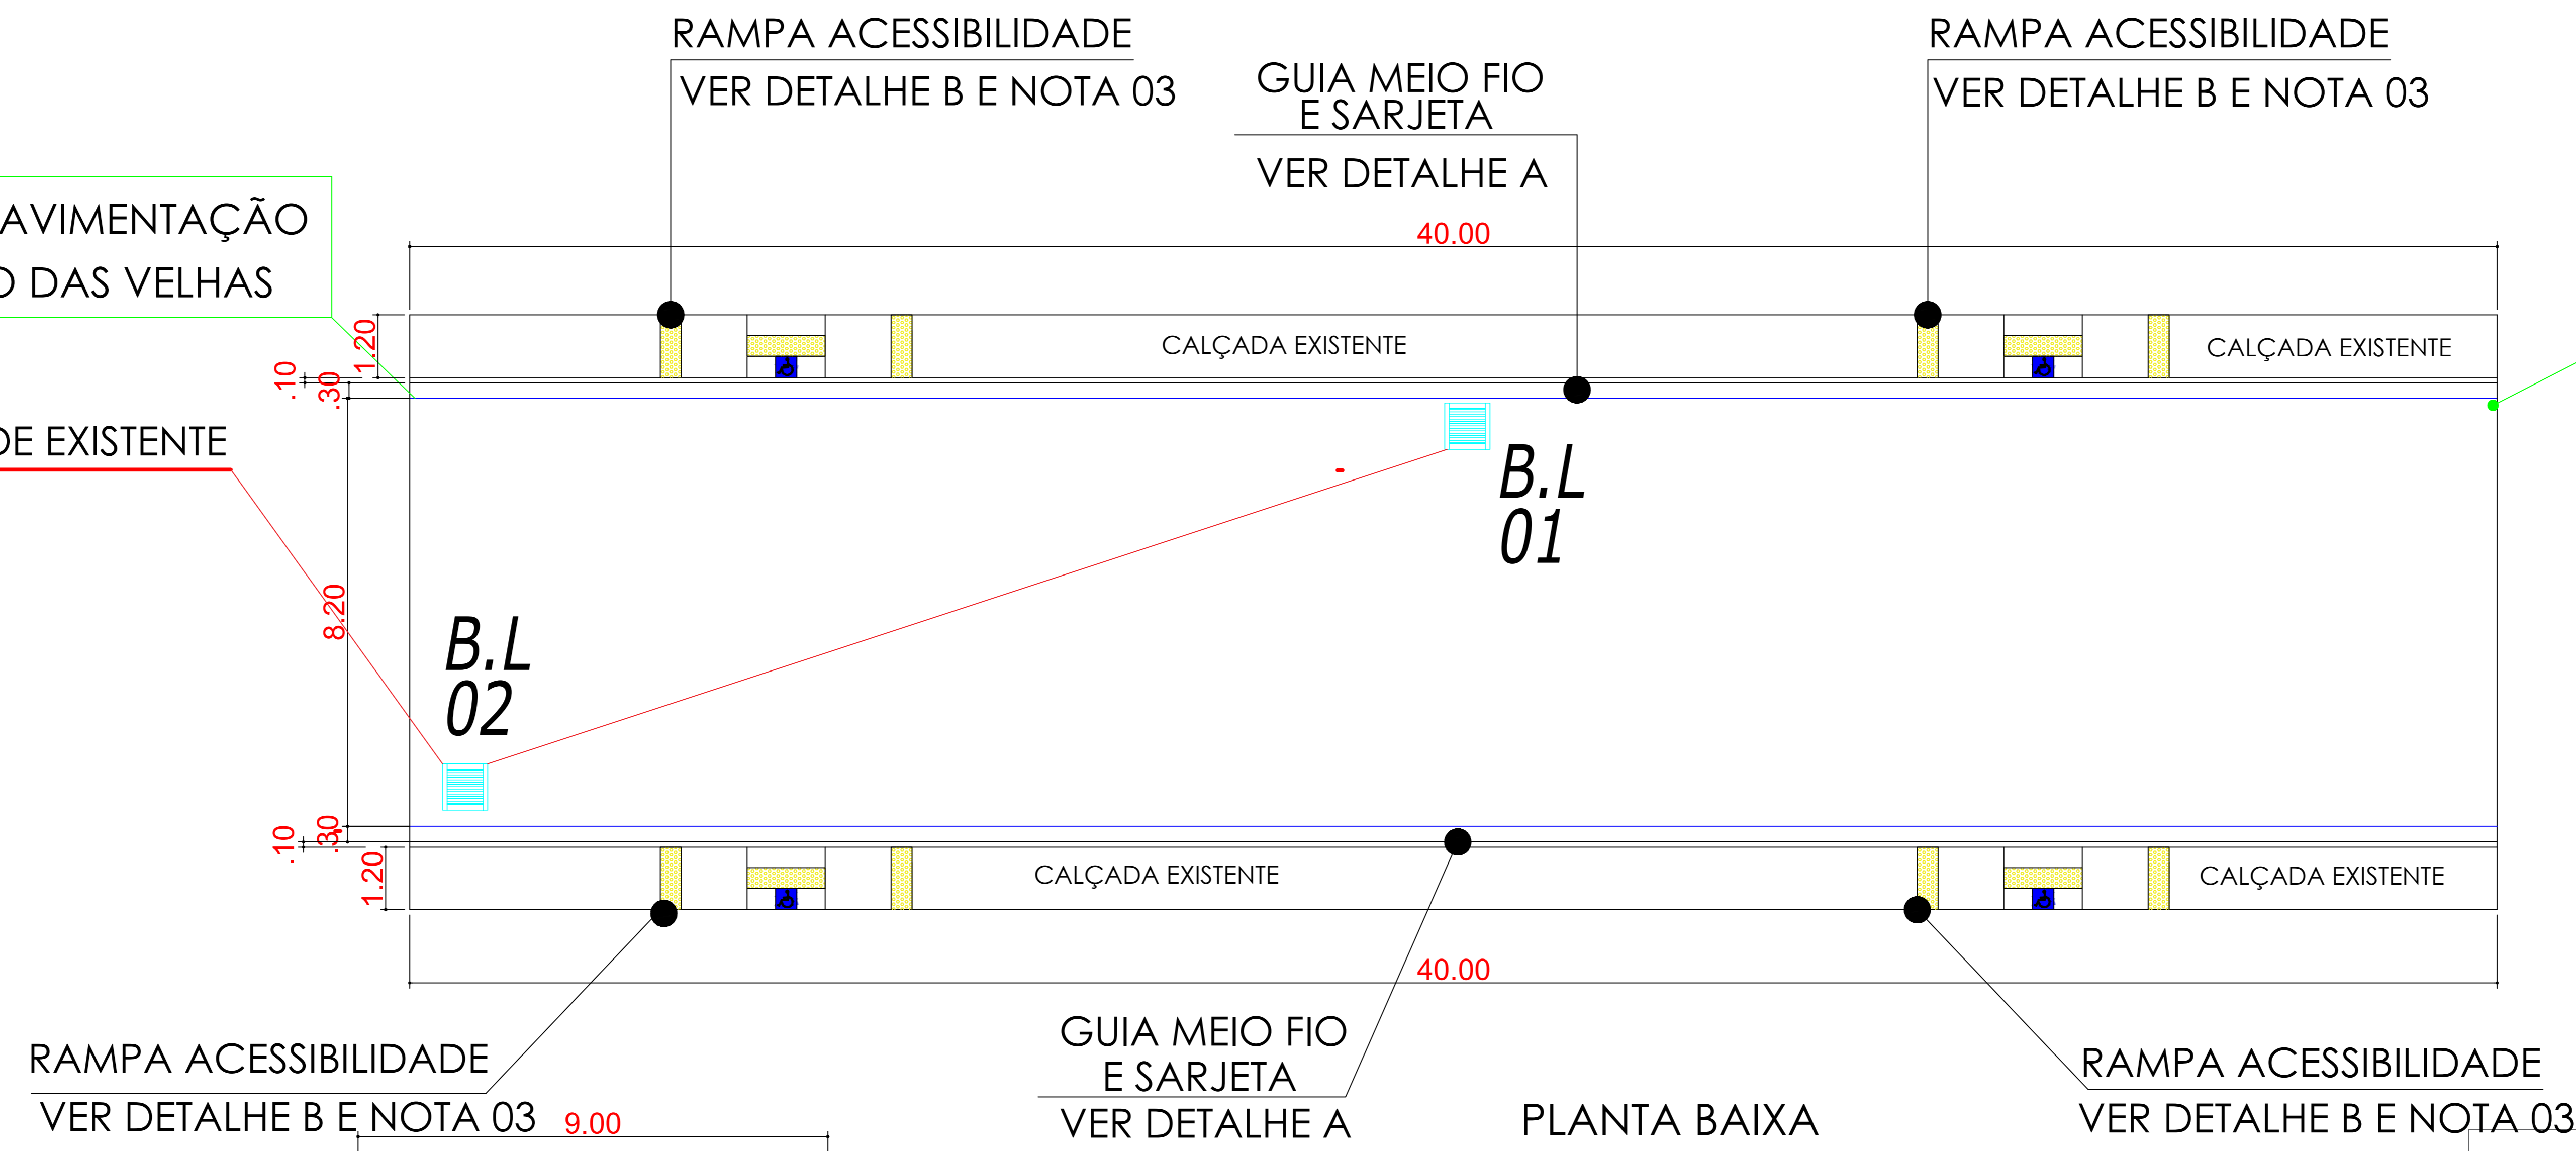 RAMPA ACESSIBILIDADE
VER DETALHE B E NOTA 03
GUIA MEIO FIO
E SARJETA
VER DETALHE A
RAMPA ACESSIBILIDADE
VER DETALHE B E NOTA 03
AVIMENTAÇÃO
O DAS VELHAS
40.00
1.20
.10
.30
CALÇADA EXISTENTE
CALÇADA EXISTENTE
DE EXISTENTE
B.L
01
8.20
B.L
02
.10
.30
1.20
CALÇADA EXISTENTE
CALÇADA EXISTENTE
40.00
RAMPA ACESSIBILIDADE
VER DETALHE B E NOTA 03
9.00
GUIA MEIO FIO
E SARJETA
VER DETALHE A
PLANTA BAIXA
RAMPA ACESSIBILIDADE
VER DETALHE B E NOTA 03